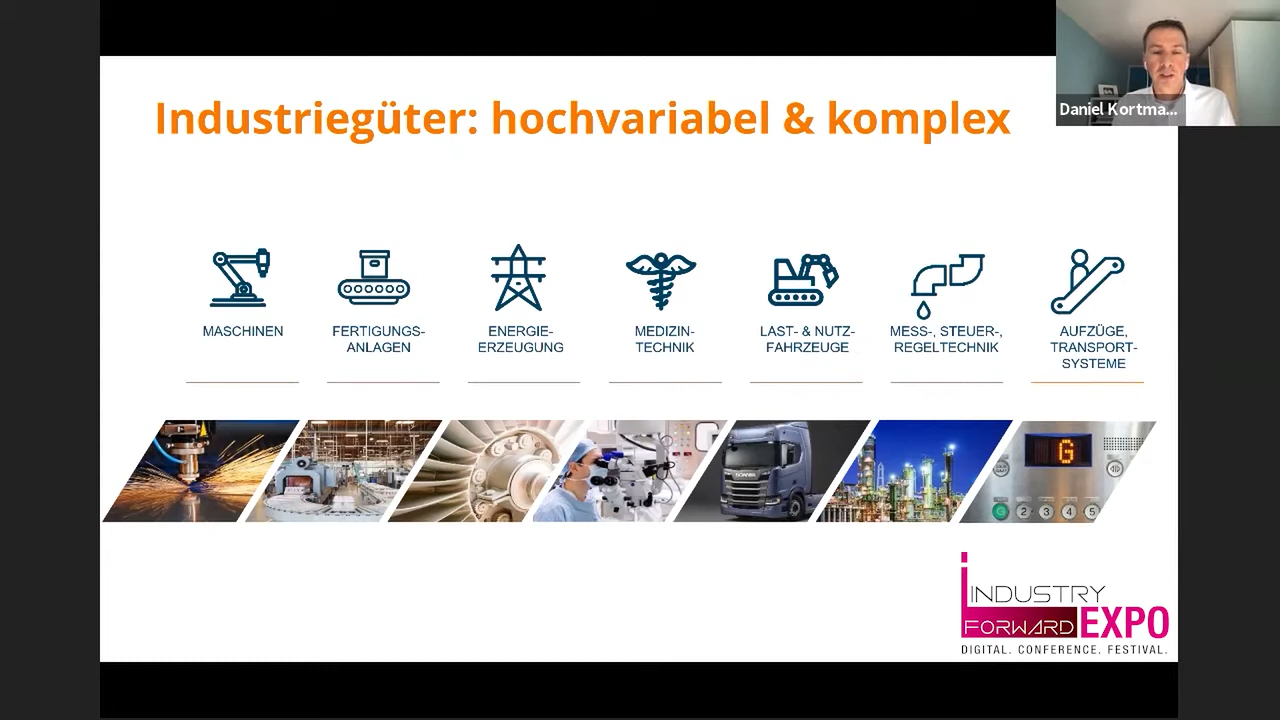 Industriegüter: hochvariabel & komplex
Daniel Kortma...
MASCHINEN
FERTIGUNGS-
ANLAGEN
ENERGIE-
ERZEUGUNG
MEDIZIN-
TECHNIK
LAST- & NUTZ-
FAHRZEUGE
MESS-, STEUER-,
REGELTECHNIK
AUFZÜGE,
TRANSPORT-
SYSTEME
SCANIA
G
G 2 3 4 5
INDUSTRY
FORWARD EXPO
DIGITAL. CONFERENCE. FESTIVAL.